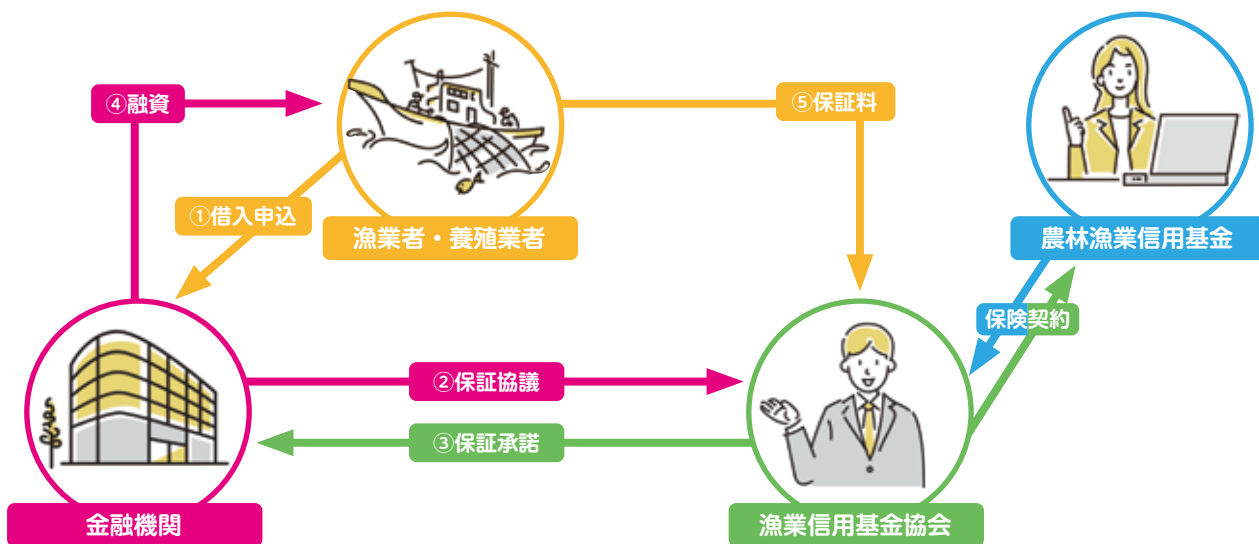 ④融資
⑤保証料
①借入申込
漁業者・養殖業者
農林漁業信用基金
保険契約
②保証協議
③保証承諾
金融機関
漁業信用基金協会